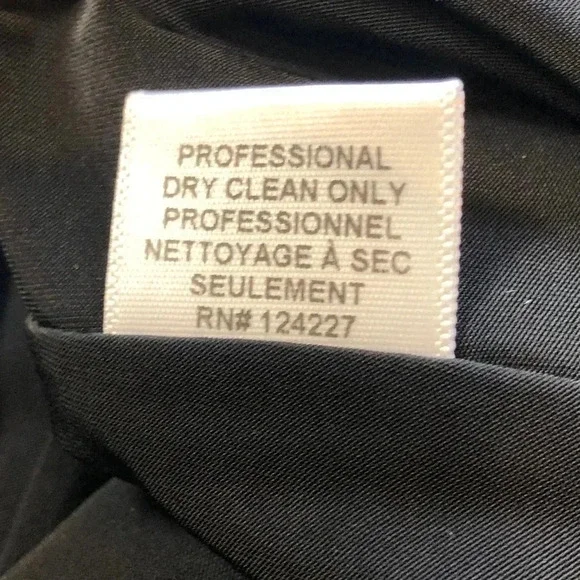 PROFESSIONAL
DRY CLEAN ONLY
PROFESSIONNEL
NETTOYAGE À SEC
SEULEMENT
RN# 124227